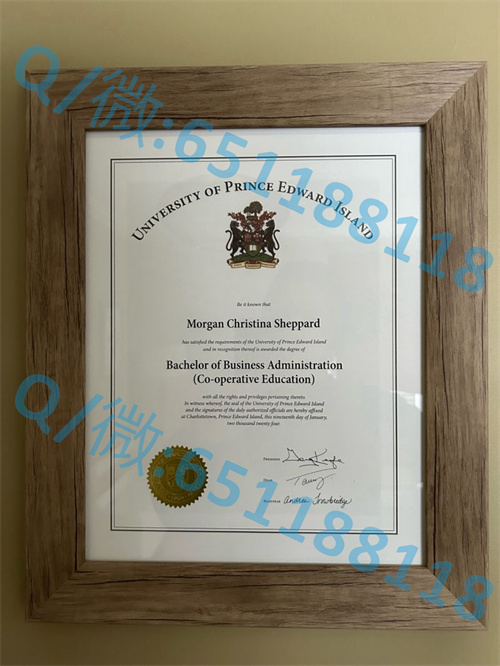 Q/微:651188118
UNIVERSITY OF PRINCE EDWARD ISLAND
Be it known that
Morgan Christina Sheppard
has satisfied the requirements of the University of Prince Edward Island
and in recognition thereof is awarded the degree of
Bachelor of Business Administration
(Co-operative Education)
with all the rights and privileges pertaining thereto.
In witness whereof, the seal of the University of Prince Edward Island
and the signatures of the duly authorized officials are hereby affixed
at Charlottetown, Prince Edward Island, this nineteenth day of January,
two thousand twenty-four.
President
Dean
Registrar
Q/微:651188118